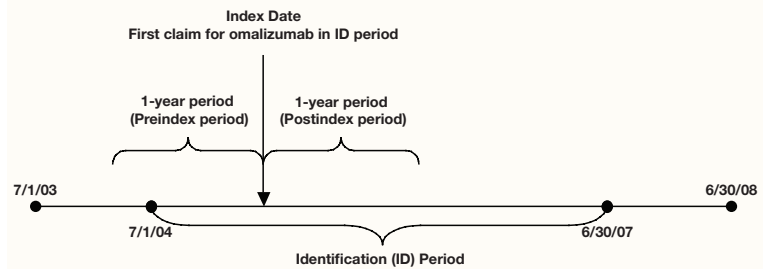 Index Date
First claim for omalizumab in ID period
1-year period
(Preindex period)
1-year period
(Postindex period)
7/1/03
6/30/08
7/1/04
6/30/07
Identification (ID) Period